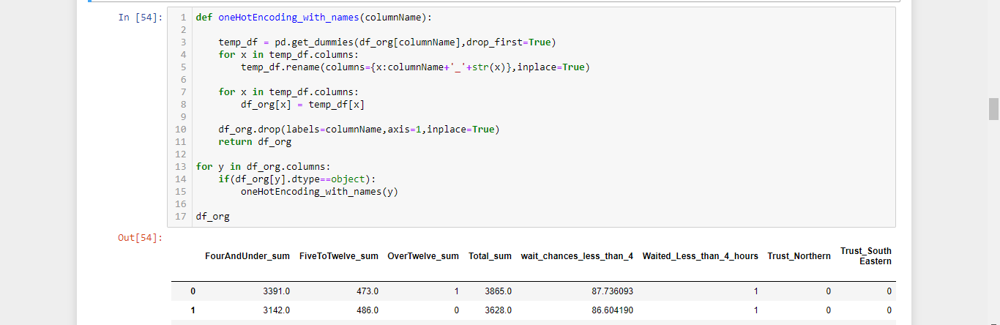 In [54]:
1 def oneHotEncoding_with_names(columnName):
2
3     temp_df = pd.get_dummies(df_org[columnName],drop_first=True)
4     for x in temp_df.columns:
5         temp_df.rename(columns={x:columnName+'_'+str(x)},inplace=True)
6
7     for x in temp_df.columns:
8         df_org[x] = temp_df[x]
9
10     df_org.drop(labels=columnName,axis=1,inplace=True)
11     return df_org
12
13 for y in df_org.columns:
14     if(df_org[y].dtype==object):
15         oneHotEncoding_with_names(y)
16
17 df_org
Out[54]:
FourAndUnder_sum FiveToTwelve_sum OverTwelve_sum Total_sum wait_chances_less_than_4 Waited_Less_than_4_hours Trust_Northern Trust_South
Eastern
0 3391.0 473.0 1 3865.0 87.736093 1 0 0
1 3142.0 486.0 0 3628.0 86.604190 1 0 0